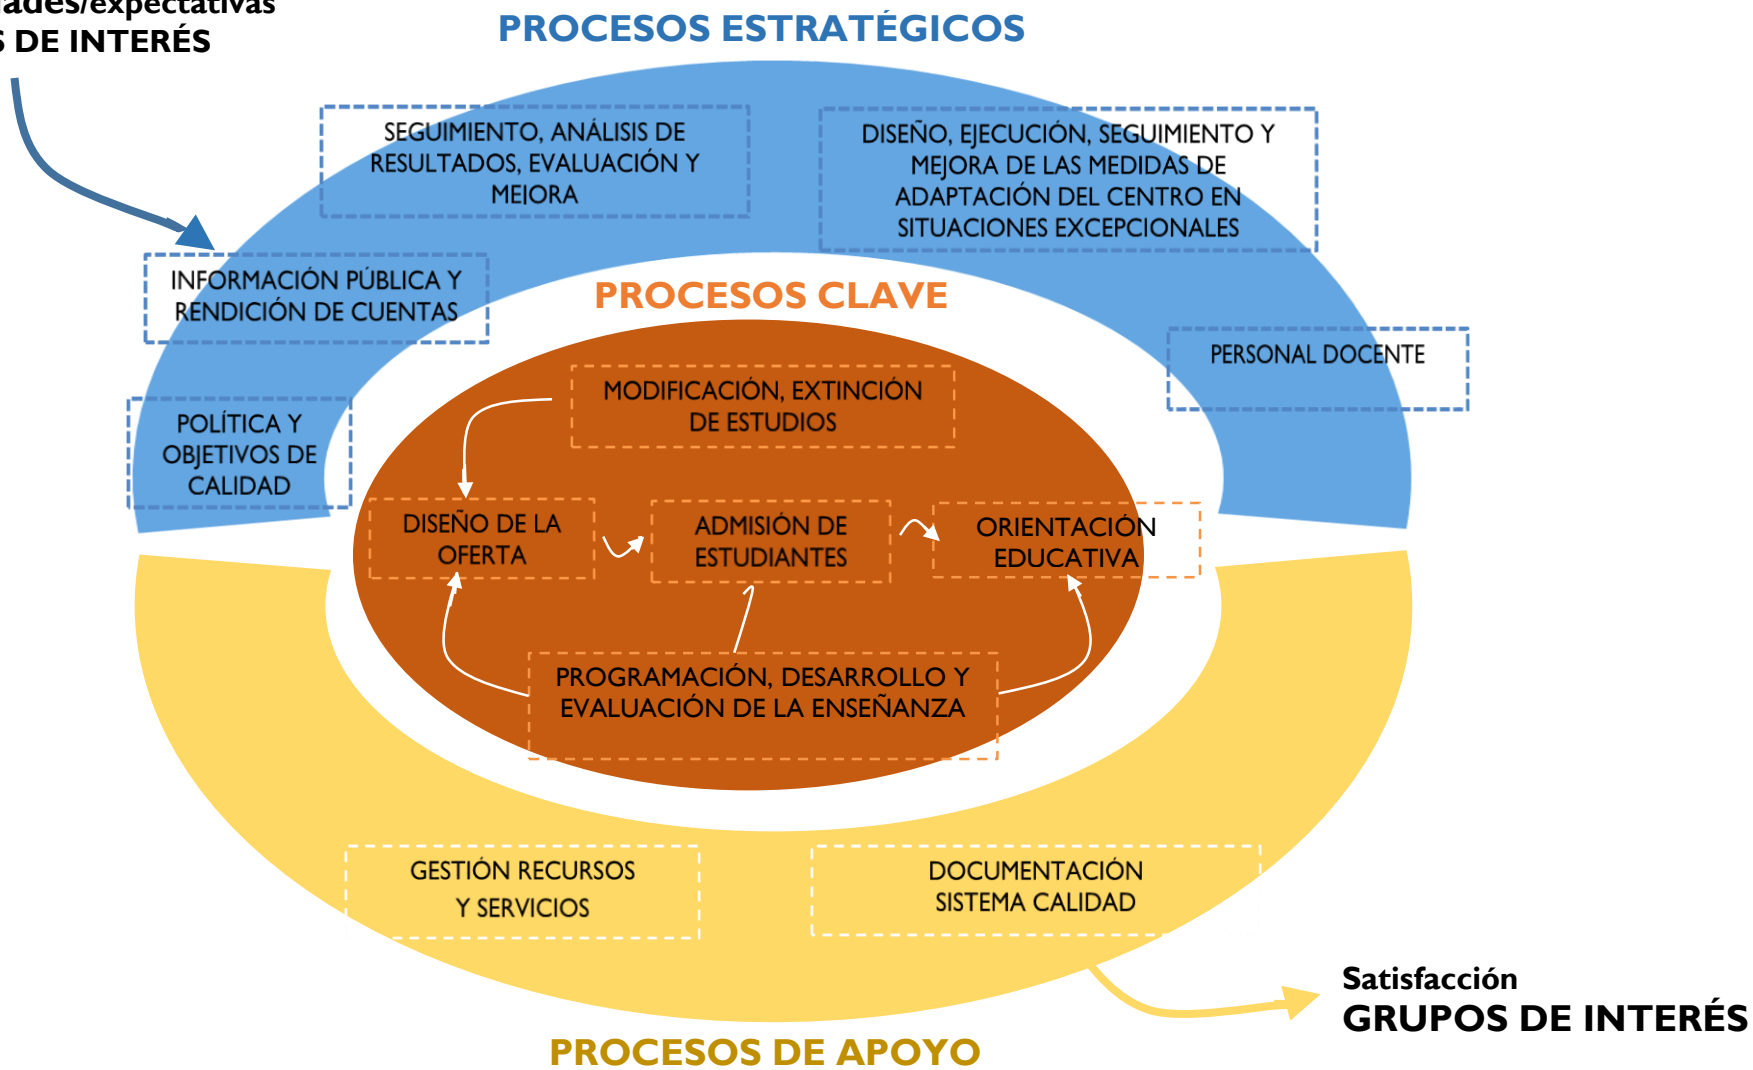 /expectativas
DE INTERÉS
PROCESOS ESTRATÉGICOS
SEGUIMIENTO, ANÁLISIS DE
RESULTADOS, EVALUACIÓN Y
MEJORA
DISEÑO, EJECUCIÓN, SEGUIMIENTO Y
MEJORA DE LAS MEDIDAS DE
ADAPTACIÓN DEL CENTRO EN
SITUACIONES EXCEPCIONALES
INFORMACIÓN PÚBLICA Y
RENDICIÓN DE CUENTAS
PERSONAL DOCENTE
POLÍTICA Y
OBJETIVOS DE
CALIDAD
PROCESOS CLAVE
MODIFICACIÓN, EXTINCIÓN
DE ESTUDIOS
DISEÑO DE LA
OFERTA
ADMISIÓN DE
ESTUDIANTES
ORIENTACIÓN
EDUCATIVA
PROGRAMACIÓN, DESARROLLO Y
EVALUACIÓN DE LA ENSEÑANZA
GESTIÓN RECURSOS
Y SERVICIOS
DOCUMENTACIÓN
SISTEMA CALIDAD
Satisfacción
GRUPOS DE INTERÉS
PROCESOS DE APOYO